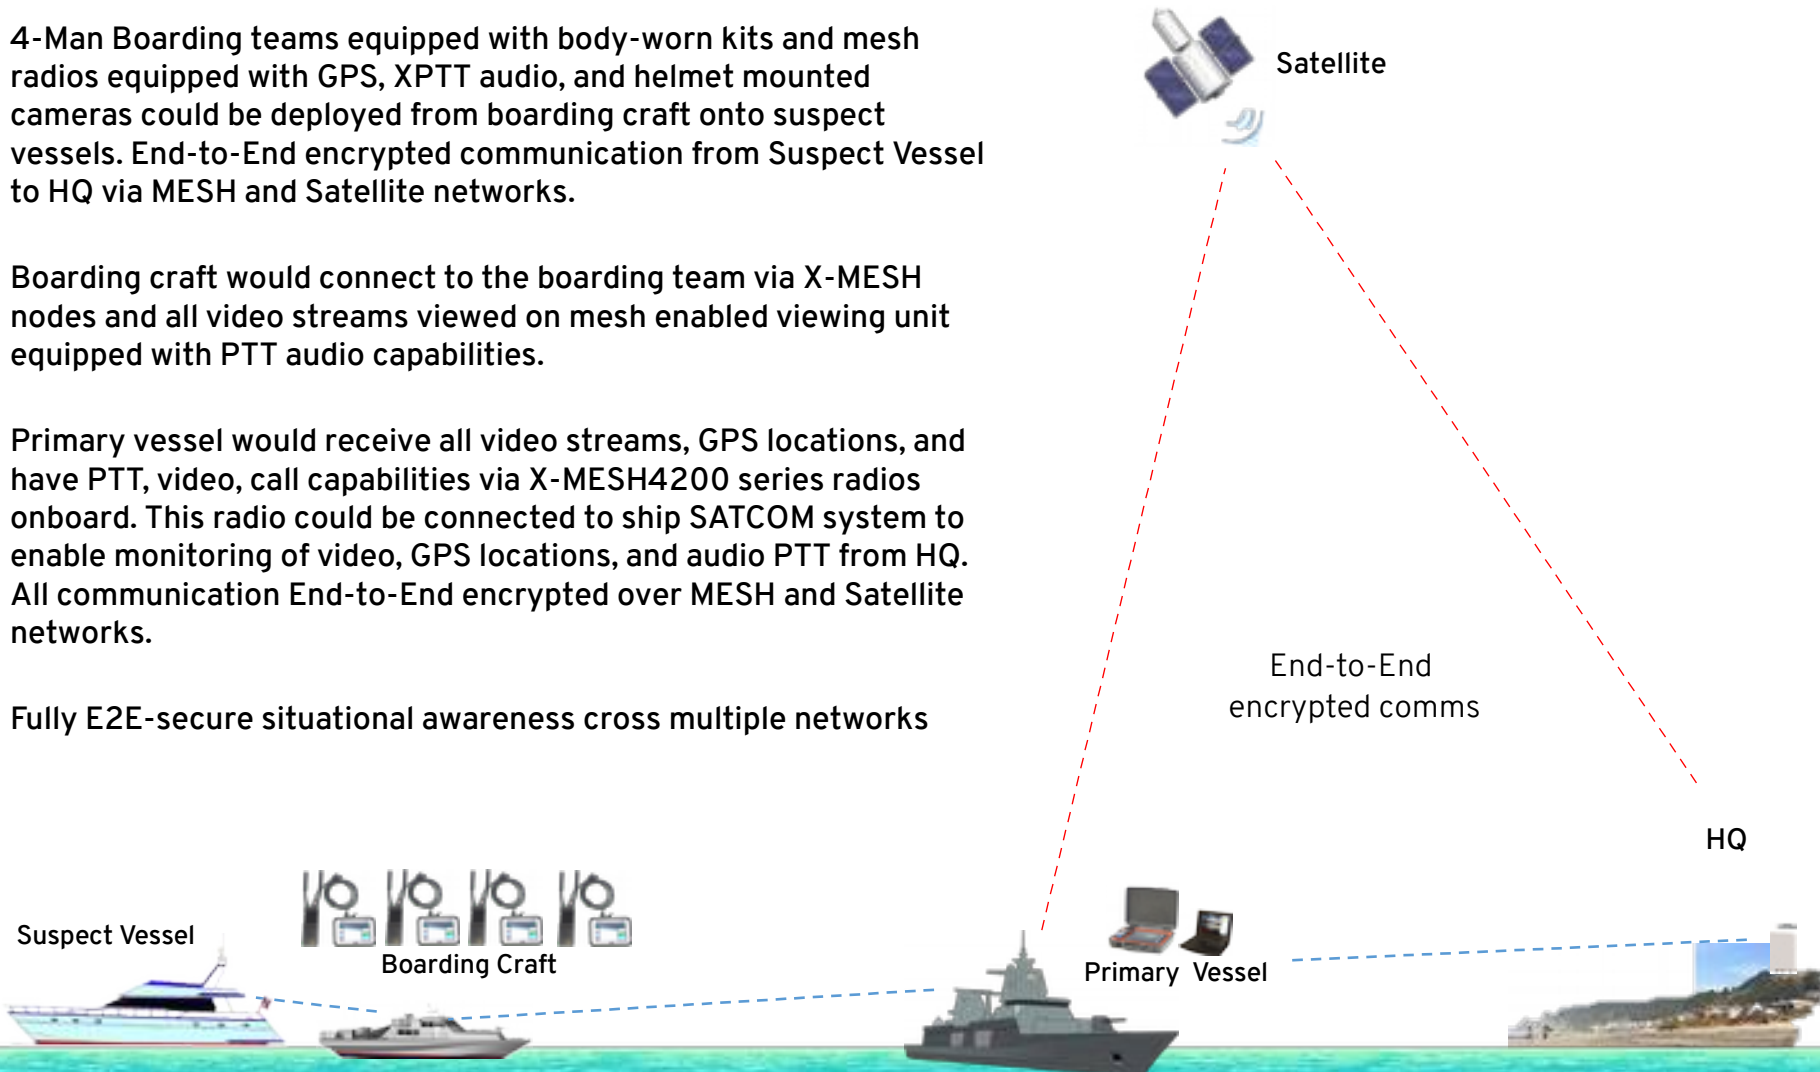 4-Man Boarding teams equipped with body-worn kits and mesh
radios equipped with GPS, XPTT audio, and helmet mounted
cameras could be deployed from boarding craft onto suspect
vessels. End-to-End encrypted communication from Suspect Vessel
to HQ via MESH and Satellite networks.
Boarding craft would connect to the boarding team via X-MESH
nodes and all video streams viewed on mesh enabled viewing unit
equipped with PTT audio capabilities.
Primary vessel would receive all video streams, GPS locations, and
have PTT, video, call capabilities via X-MESH4200 series radios
onboard. This radio could be connected to ship SATCOM system to
enable monitoring of video, GPS locations, and audio PTT from HQ.
All communication End-to-End encrypted over MESH and Satellite
networks.
Fully E2E-secure situational awareness cross multiple networks
Satellite
End-to-End
encrypted comms
HQ
Suspect Vessel
Boarding Craft
Primary Vessel